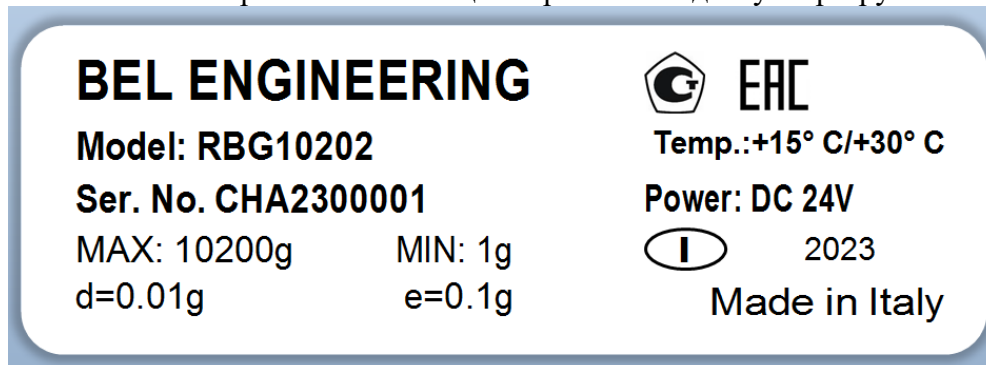 BEL ENGINEERING
Model: RBG10202
Ser. No. CHA2300001
MAX: 10200g MIN: 1g
d=0.01g e=0.1g
EAC
Temp.:+15° C/+30° C
Power: DC 24V
I 2023
Made in Italy